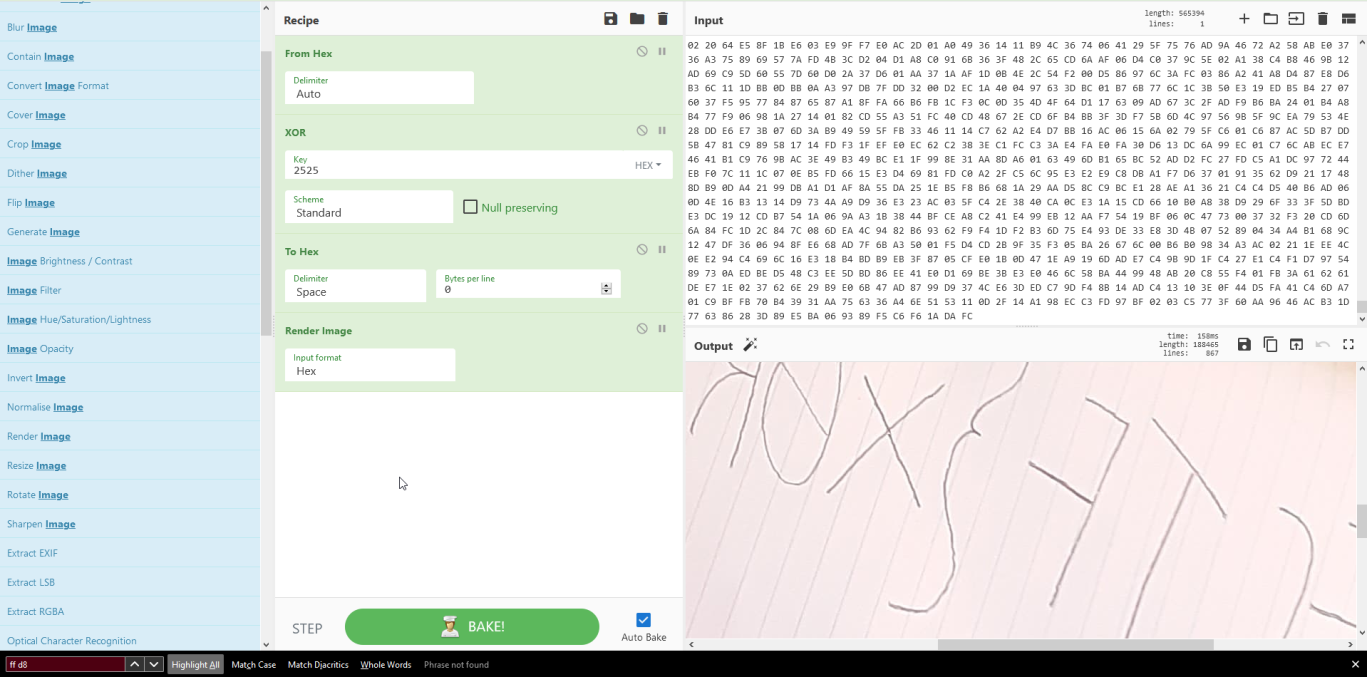 Blur Image
Contain Image
Convert Image Format
Cover Image
Crop Image
Dither Image
Flip Image
Generate Image
Image Brightness / Contrast
Image Filter
Image Hue/Saturation/Lightness
Image Opacity
Invert Image
Normalise Image
Render Image
Resize Image
Rotate Image
Sharpen Image
Extract EXIF
Extract LSB
Extract RGBA
Optical Character Recognition
Recipe
From Hex
Delimiter
Auto
XOR
Key
2525
HEX
Scheme
Standard
Null preserving
To Hex
Delimiter
Space
Bytes per line
0
Render Image
Input format
Hex
STEP
BAKE!
Auto Bake
Input
length: 565394
lines: 1
02 20 64 E5 8F 1B E6 03 E9 9F F7 E0 AC 2D 01 A0 49 36 14 11 B9 4C 36 74 06 41 29 5F 75 76 AD 9A 46 72 A2 58 AB E0 37
36 A3 75 89 69 57 7A FD 4B 3C D2 04 D1 A8 C0 91 6B 36 3F 48 2C 65 CD 6A AF 06 D4 C0 37 9C 5E 02 A1 38 C4 B8 46 9B 12
AD 69 C9 5D 60 55 7D 60 D0 2A 37 D6 01 AA 37 1A AF 1D 0B 4E 2C 54 F2 00 D5 86 97 6C 3A FC 03 86 A2 41 A8 D4 87 E8 D6
B3 6C 11 1D BB 0D BB 0A A3 97 DB 7F DD 32 00 D2 EC 1A 40 04 97 63 3D BC 01 B7 6B 77 6C 1C 3B 50 E3 19 ED B5 B4 27 07
60 37 F5 95 77 84 87 65 87 A1 8F FA 66 B6 FB 1C F3 0C 0D 35 4D 4F 64 D1 17 63 09 AD 67 3C 2F AD F9 B6 BA 24 01 B4 A8
B4 77 F9 06 98 1A 27 14 01 82 CD 55 A3 51 FC 40 CD 48 67 2E CD 6F B4 BB 3F 3D F7 5B 6D 4C 97 56 9B 5F 9C EA 79 53 4E
28 DD E6 E7 3B 07 6D 3A B9 49 59 5F FB 33 46 11 14 C7 62 A2 E4 D7 BB 16 AC 06 15 6A 02 79 5F C6 01 C6 87 AC 5D B7 DD
5B 47 81 C9 89 58 17 14 FD F3 1F EF E0 EC 62 C2 38 3E C1 FC C3 3A E4 FA E0 FA 30 D6 13 DC 6A 99 EC 01 C7 6C AB EC E7
46 41 B1 C9 76 9B AC 3E 49 B3 49 BC E1 1F 99 8E 31 AA 8D A6 01 63 49 6D B1 65 BC 52 AD D2 FC 27 FD C5 A1 DC 97 72 44
EB F0 7C 11 1C 07 0E B5 FD 66 15 E3 D4 69 81 FD C0 A2 2F C5 6C 95 E3 E2 E9 C8 DB A1 F7 D6 37 01 91 35 62 D9 21 17 48
8D B9 0D A4 21 99 DB A1 D1 AF 8A 55 DA 25 1E B5 F8 B6 68 1A 29 AA D5 8C C9 BC E1 28 AE A1 36 21 C4 C4 D5 40 B6 AD 06
0D 4E 16 B3 13 14 D9 73 4A A9 D9 36 E3 23 AC 03 5F C4 2E 38 40 CA 0C E3 1A 15 CD 66 10 B0 A8 38 D9 29 6F 33 3F 5D BD
E3 DC 19 12 CD B7 54 1A 06 9A A3 1B 38 44 BF CE A8 C2 41 E4 99 EB 12 AA F7 54 19 BF 06 0C 47 73 00 37 32 F3 20 CD 6D
6A 84 FC 1D 2C 84 7C 08 6D EA 4C 94 82 B6 93 62 F9 F4 1D F2 B3 6D 75 E4 93 DE 33 E8 3D 4B 07 52 89 04 34 A4 B1 68 9C
12 47 DF 36 06 94 8F E6 68 AD 7F 6B A3 50 01 F5 D4 CD 2B 9F 35 F3 05 BA 26 67 6C 00 B6 B0 98 34 A3 AC 02 21 1E EE 4C
0E E2 94 C4 69 6C 16 E3 18 B4 BD B9 EB 3F B7 05 CF E0 1B 0D 47 1E A9 19 6D AD E7 C4 9B 9D 1F C4 27 E1 C4 F1 D7 97 54
89 73 0A ED BE D5 48 C3 EE 5D BD 86 EE 41 E0 D1 69 BE 3B E3 E0 46 6C 58 BA 44 99 48 AB 20 C8 55 F4 01 FB 3A 61 62 61
DE E7 1E 02 37 62 6E 29 B9 E0 6B 47 AD 87 99 D9 37 4C E6 3D ED C7 9D F4 8B 14 AD C4 13 10 3E 0F 44 D5 FA 41 C4 6D A7
01 C9 BF FB 70 B4 39 31 AA 75 63 36 A4 6E 51 53 11 0D 2F 14 A1 98 EC C3 FD 97 BF 02 03 C5 77 3F 60 AA 96 46 AC B3 1D
77 63 86 28 3D 89 E5 BA 06 93 89 F5 C6 F6 1A DA FC
Output
time: 158ms
length: 188465
lines: 867
ff d8
Highlight All
Match Case
Match Diacritics
Whole Words
Phrase not found